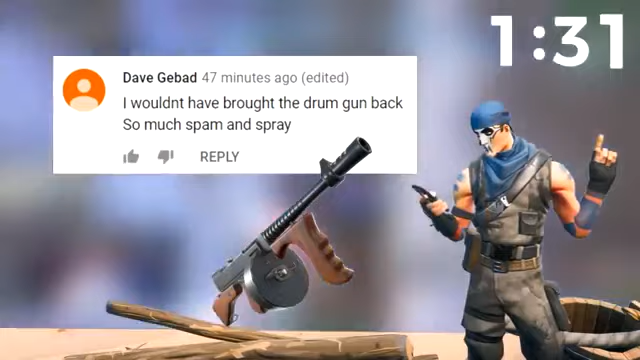 1:31
Dave Gebad 47 minutes ago (edited)
I wouldnt have brought the drum gun back
So much spam and spray
REPLY